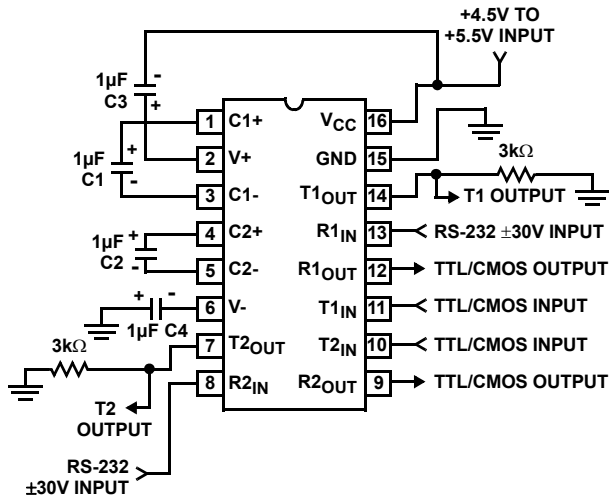 +4.5V TO
+5.5V INPUT
1µF
C3
-
+
1 C1+ VCC 16
2 V+ GND 15
3 C1- T1OUT 14
4 C2+ R1IN 13
5 C2- R1OUT 12
6 V- T1IN 11
7 T2OUT T2IN 10
8 R2IN R2OUT 9
1µF
C1
+
-
1µF
C2
+
-
+ -
1µF C4
3kΩ
T2
OUTPUT
RS-232
±30V INPUT
3kΩ
T1 OUTPUT
RS-232 ±30V INPUT
TTL/CMOS OUTPUT
TTL/CMOS INPUT
TTL/CMOS INPUT
TTL/CMOS OUTPUT